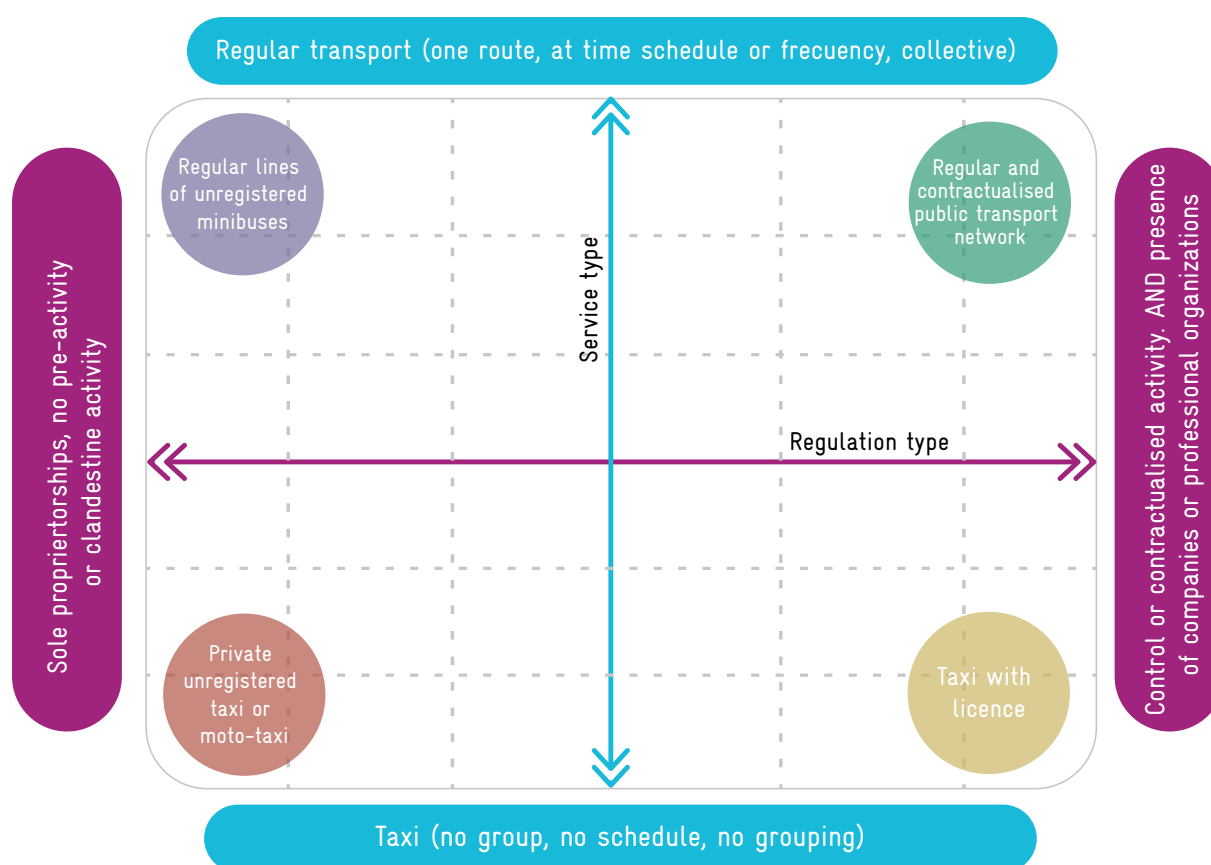 Regular transport (one route, at time schedule or frecuency, collective)
Sole propriertorships, no pre-activity
or clandestine activity
Regular lines
of unregistered
minibuses
Service type
Regular and
contractualised
public transport
network
Regulation type
Control or contractualised activity. AND presence
of companies or professional organizations
Private
unregistered
taxi or
moto-taxi
Taxi with
licence
Taxi (no group, no schedule, no grouping)